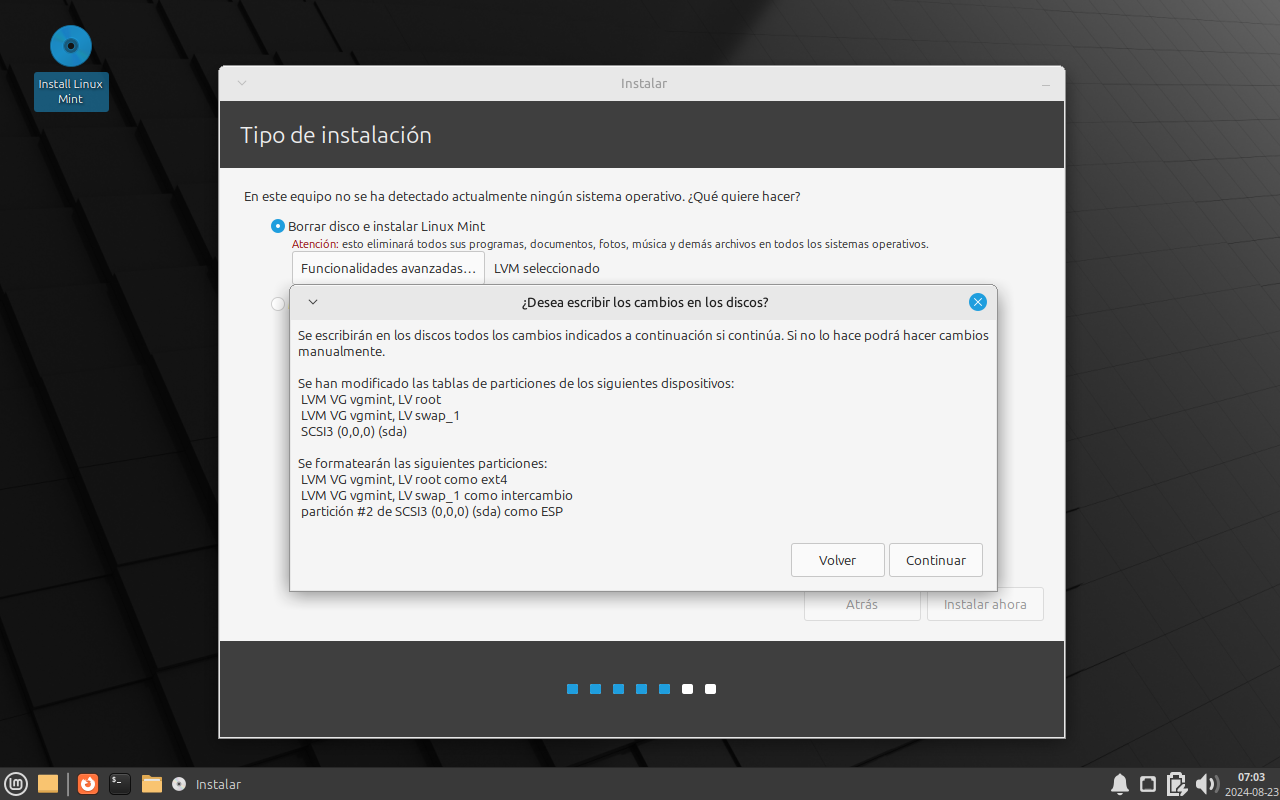 Install Linux
Mint
Instalar
Tipo de instalación
En este equipo no se ha detectado actualmente ningún sistema operativo. ¿Qué quiere hacer?
Borrar disco e instalar Linux Mint
Atención: esto eliminará todos sus programas, documentos, fotos, música y demás archivos en todos los sistemas operativos.
Funcionalidades avanzadas... LVM seleccionado
¿Desea escribir los cambios en los discos?
Se escribirán en los discos todos los cambios indicados a continuación si continúa. Si no lo hace podrá hacer cambios
manualmente.
Se han modificado las tablas de particiones de los siguientes dispositivos:
LVM VG vgmint, LV root
LVM VG vgmint, LV swap_1
SCSI3 (0,0,0) (sda)
Se formatearán las siguientes particiones:
LVM VG vgmint, LV root como ext4
LVM VG vgmint, LV swap_1 como intercambio
partición #2 de SCSI3 (0,0,0) (sda) como ESP
Volver Continuar
Atrás Instalar ahora
Instalar
07:03
2024-08-23